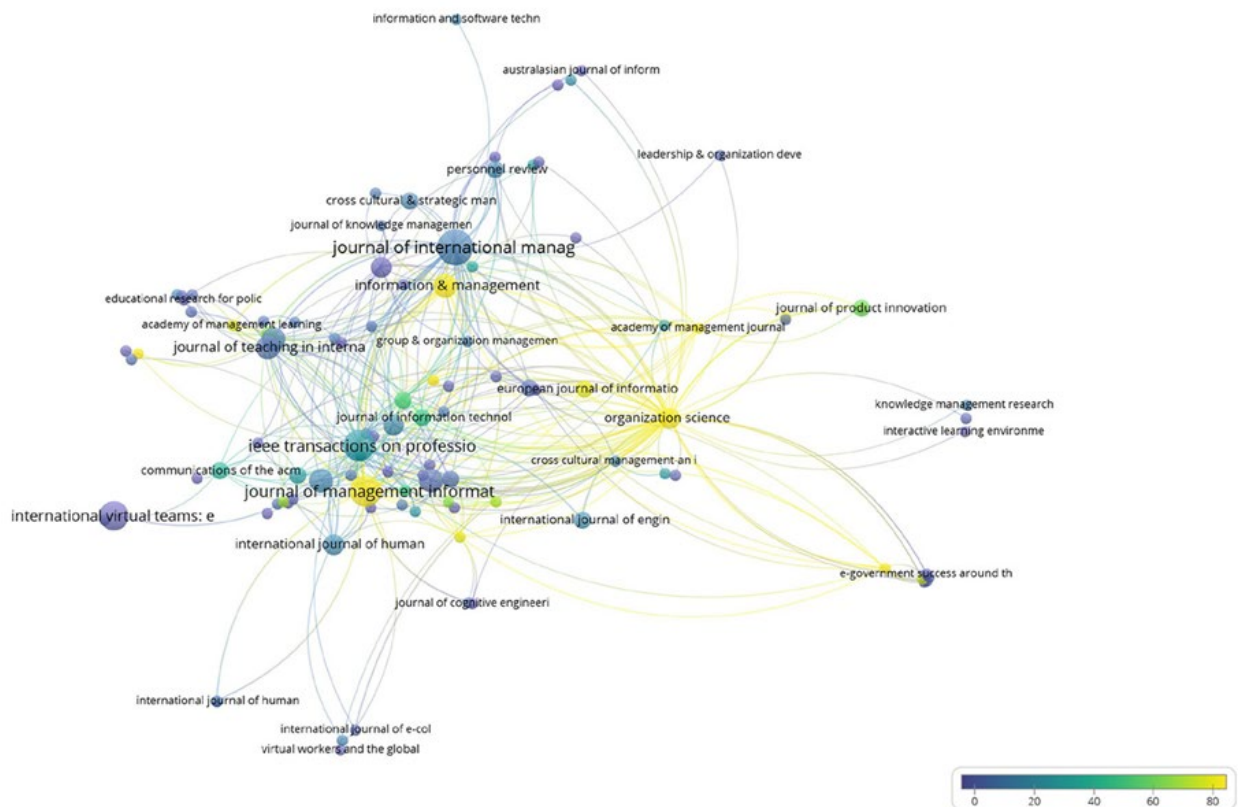 information and software techn
australasian journal of inform
leadership & organization deve
personnel review
cross cultural & strategic man
journal of knowledge managemen
journal of international manag
information & management
educational research for polic
journal of product innovation
academy of management learning
academy of management journal
journal of teaching in interna
group & organization managemen
european journal of informatio
knowledge management research
journal of information technol
organization science
interactive learning environme
ieee transactions on professio
cross cultural management-an i
communications of the acm
journal of management informat
international virtual teams: e
international journal of engin
international journal of human
e-government success around th
journal of cognitive engineeri
international journal of human
international journal of e-col
virtual workers and the global
0 20 40 60 80